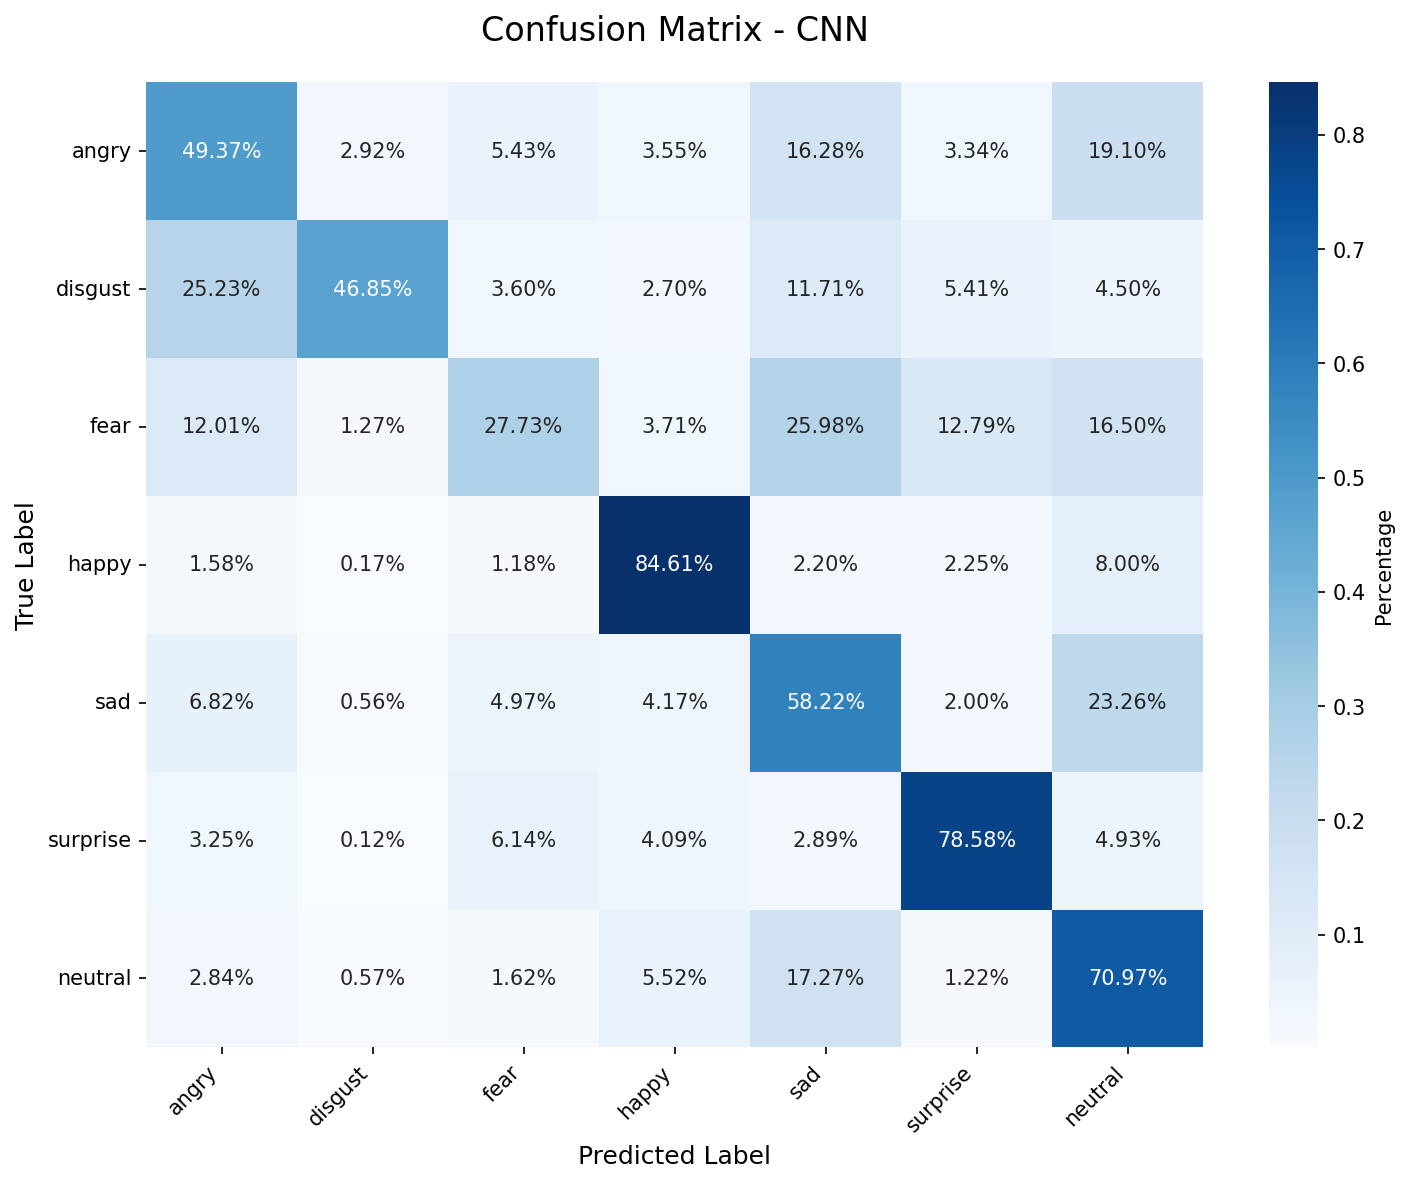 Confusion Matrix - CNN
angry 49.37% 2.92% 5.43% 3.55% 16.28% 3.34% 19.10%
disgust 25.23% 46.85% 3.60% 2.70% 11.71% 5.41% 4.50%
fear 12.01% 1.27% 27.73% 3.71% 25.98% 12.79% 16.50%
happy 1.58% 0.17% 1.18% 84.61% 2.20% 2.25% 8.00%
sad 6.82% 0.56% 4.97% 4.17% 58.22% 2.00% 23.26%
surprise 3.25% 0.12% 6.14% 4.09% 2.89% 78.58% 4.93%
neutral 2.84% 0.57% 1.62% 5.52% 17.27% 1.22% 70.97%
angry disgust fear happy sad surprise neutral
Predicted Label
True Label
0.8
0.7
0.6
0.5
0.4
0.3
0.2
0.1
Percentage